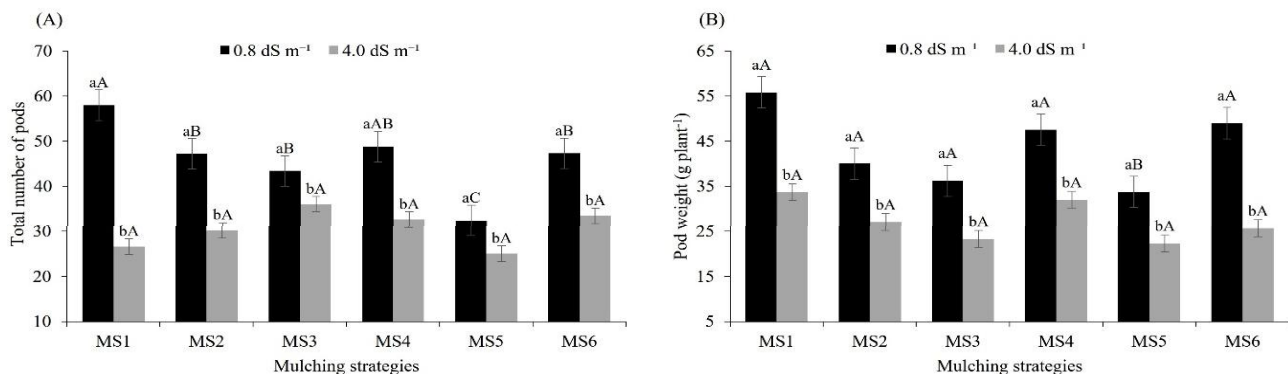 (A)
0.8 dS m⁻¹ 4.0 dS m⁻¹
Total number of pods
70
60
50
40
30
20
10
aA
bA
aB
bA
aB
bA
aAB
bA
aC
bA
aB
bA
MS1 MS2 MS3 MS4 MS5 MS6
Mulching strategies
(B)
0.8 dS m⁻¹ 4.0 dS m⁻¹
Pod weight (g plant⁻¹)
65
55
45
35
25
15
5
aA
bA
aA
bA
aA
bA
aA
bA
aB
bA
aA
bA
MS1 MS2 MS3 MS4 MS5 MS6
Mulching strategies